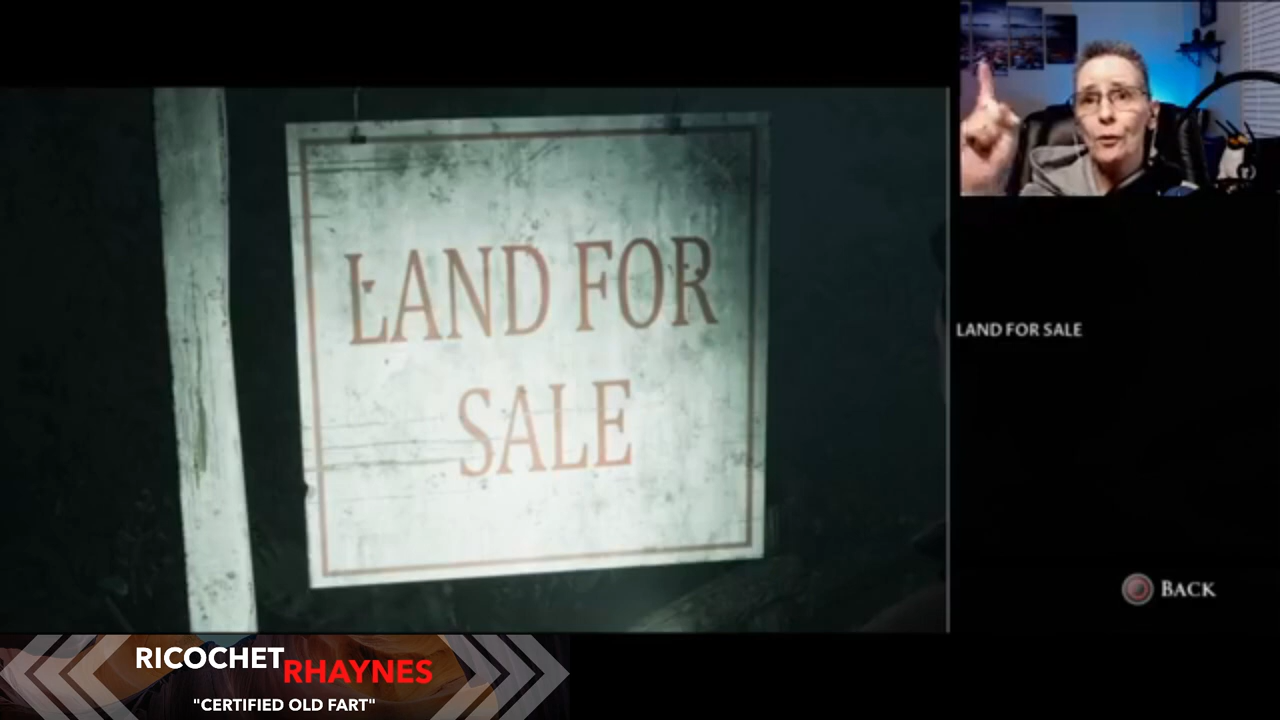 LAND FOR
SALE
LAND FOR SALE
BACK
RICOCHET
RHAYNES
"CERTIFIED OLD FART"